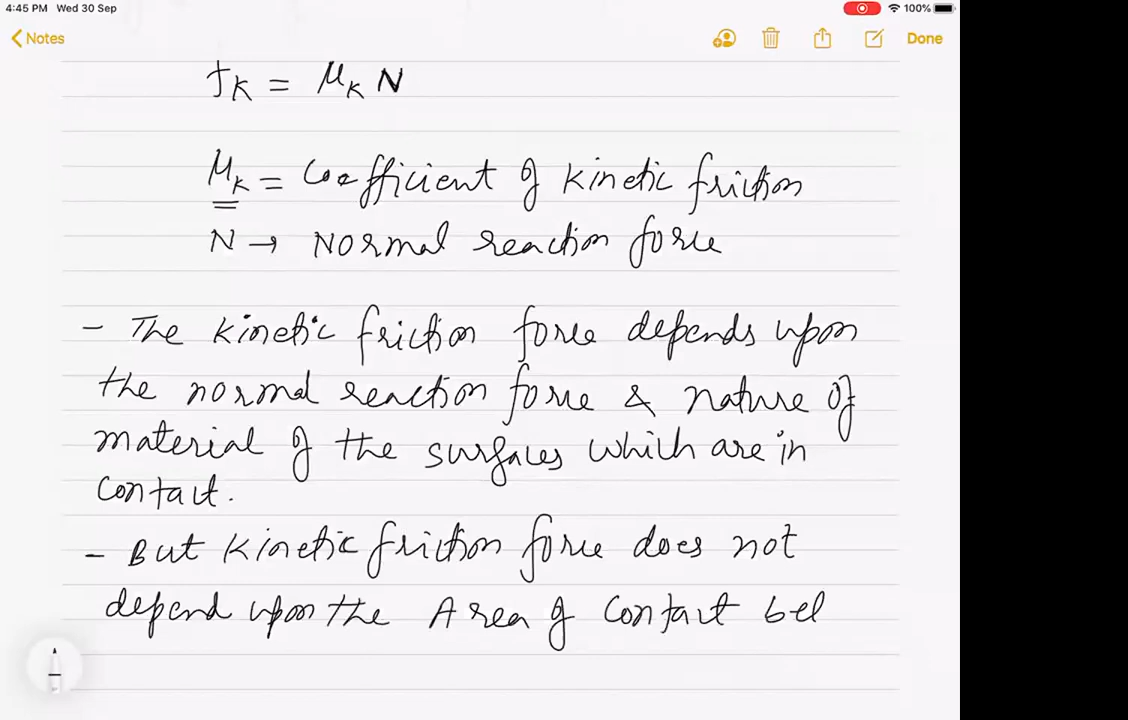 4:45 PM Wed 30 Sep 100%
Notes Done
fK = μK N
μK = Coefficient of kinetic friction
N → Normal reaction force
- The kinetic friction force depends upon
the normal reaction force & nature of
material of the surfaces which are in
contact.
- But kinetic friction force does not
depend upon the Area of contact bet